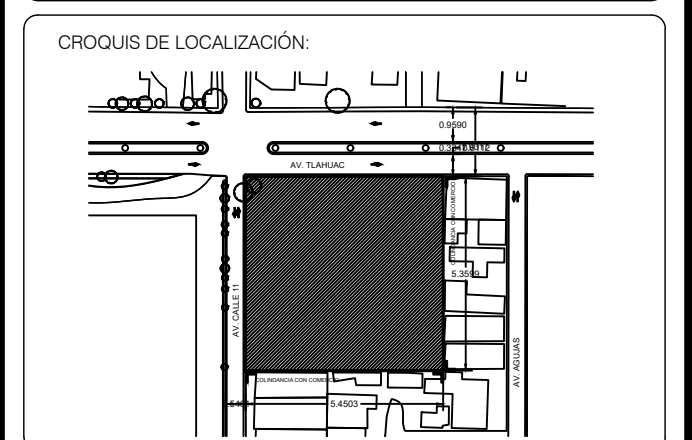 CROQUIS DE LOCALIZACIÓN:
0.9590
AV. TLAHUAC
COLINDANCIA CON COMERCIO
5.3599
AV. CALLE 11
AV. AGUJAS
COLINDANCIA CON COMERCIO
5.4503